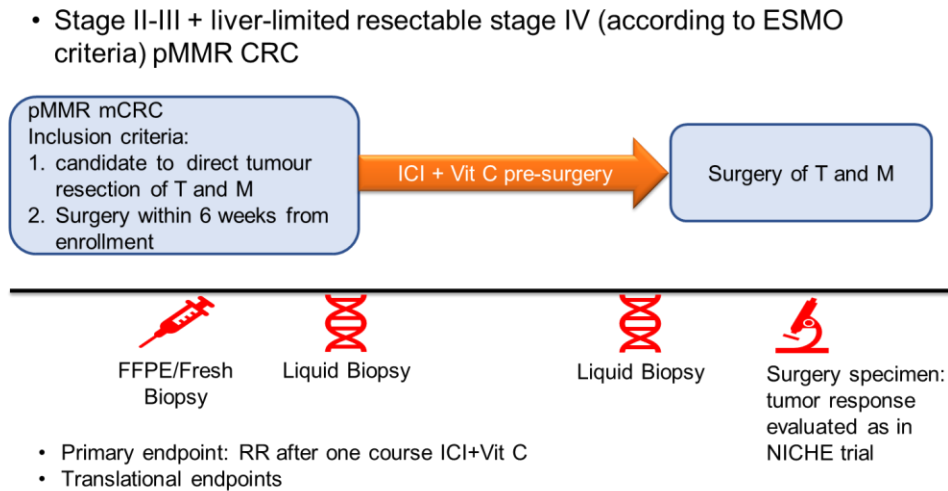 • Stage II-III + liver-limited resectable stage IV (according to ESMO
criteria) pMMR CRC
pMMR mCRC
Inclusion criteria:
1. candidate to direct tumour
resection of T and M
2. Surgery within 6 weeks from
enrollment
ICI + Vit C pre-surgery
Surgery of T and M
FFPE/Fresh
Biopsy
Liquid Biopsy
Liquid Biopsy
Surgery specimen:
tumor response
evaluated as in
NICHE trial
• Primary endpoint: RR after one course ICI+Vit C
• Translational endpoints